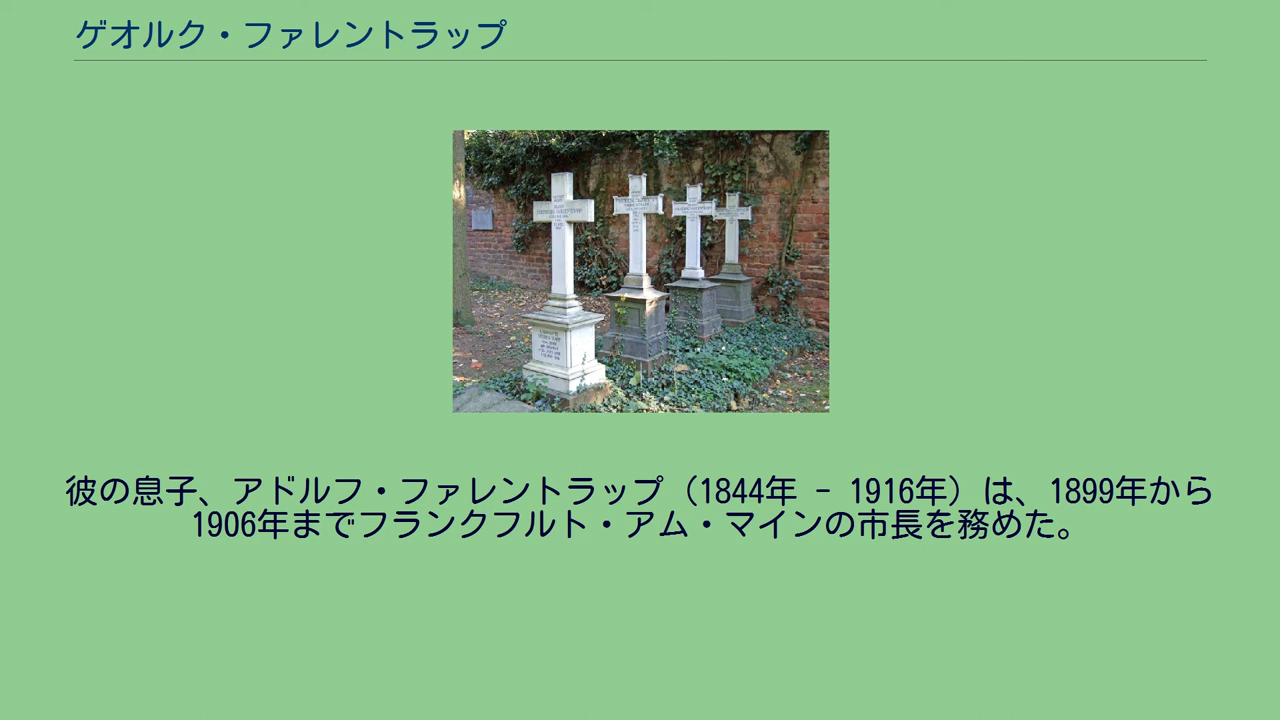 ゲオルク・ファレントラップ
彼の息子、アドルフ・ファレントラップ（1844年 - 1916年）は、1899年から
1906年までフランクフルト・アム・マインの市長を務めた。